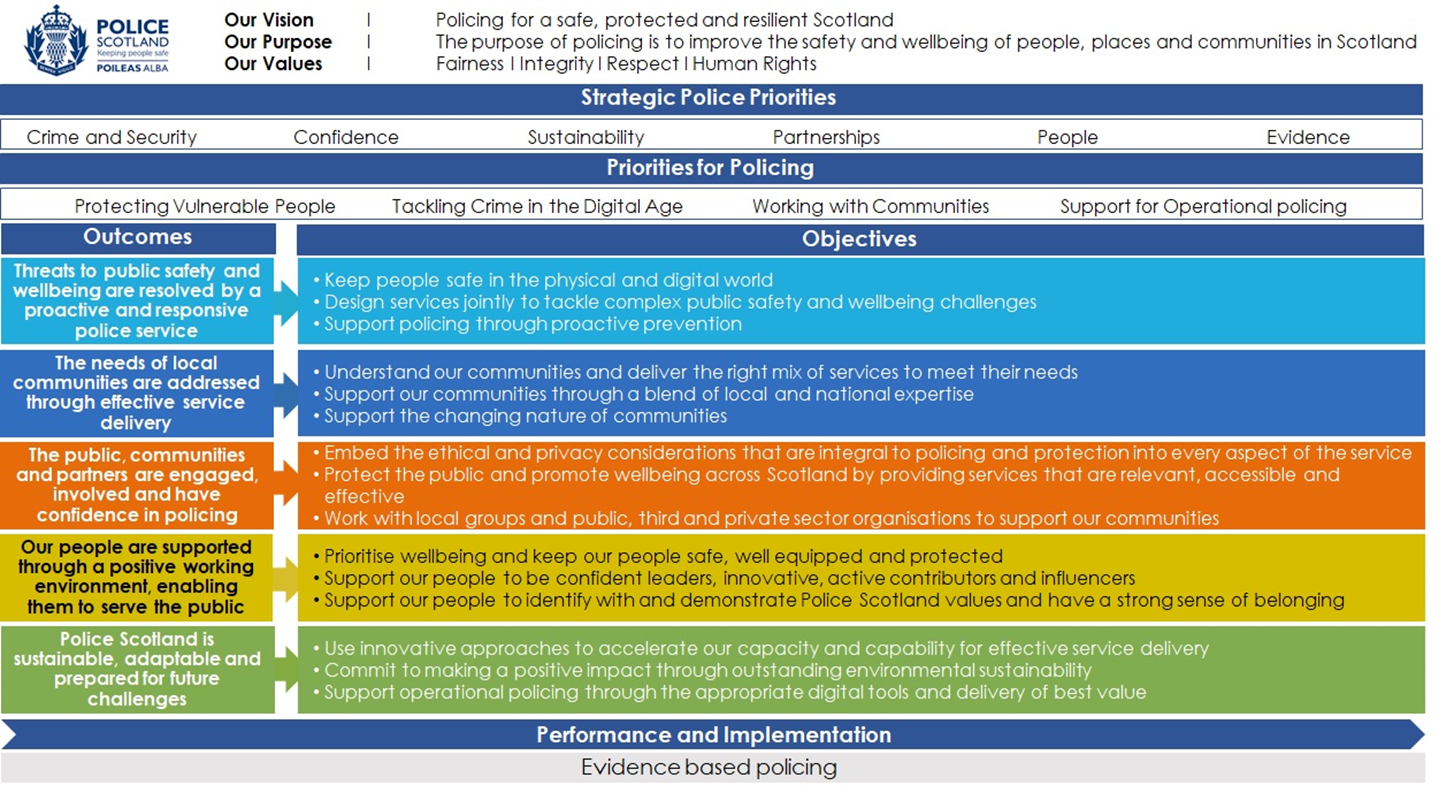 POLICE
SCOTLAND
Keeping people safe
POILEAS ALBA
Our Vision | Policing for a safe, protected and resilient Scotland
Our Purpose | The purpose of policing is to improve the safety and wellbeing of people, places and communities in Scotland
Our Values | Fairness | Integrity | Respect | Human Rights
Strategic Police Priorities
Crime and Security Confidence Sustainability Partnerships People Evidence
Priorities for Policing
Protecting Vulnerable People Tackling Crime in the Digital Age Working with Communities Support for Operational policing
Outcomes
Objectives
Threats to public safety and
wellbeing are resolved by a
proactive and responsive
police service
• Keep people safe in the physical and digital world
• Design services jointly to tackle complex public safety and wellbeing challenges
• Support policing through proactive prevention
The needs of local
communities are addressed
through effective service
delivery
• Understand our communities and deliver the right mix of services to meet their needs
• Support our communities through a blend of local and national expertise
• Support the changing nature of communities
The public, communities
and partners are engaged,
involved and have
confidence in policing
• Embed the ethical and privacy considerations that are integral to policing and protection into every aspect of the service
• Protect the public and promote wellbeing across Scotland by providing services that are relevant, accessible and
effective
• Work with local groups and public, third and private sector organisations to support our communities
Our people are supported
through a positive working
environment, enabling
them to serve the public
• Prioritise wellbeing and keep our people safe, well equipped and protected
• Support our people to be confident leaders, innovative, active contributors and influencers
• Support our people to identify with and demonstrate Police Scotland values and have a strong sense of belonging
Police Scotland is
sustainable, adaptable and
prepared for future
challenges
• Use innovative approaches to accelerate our capacity and capability for effective service delivery
• Commit to making a positive impact through outstanding environmental sustainability
• Support operational policing through the appropriate digital tools and delivery of best value
Performance and Implementation
Evidence based policing